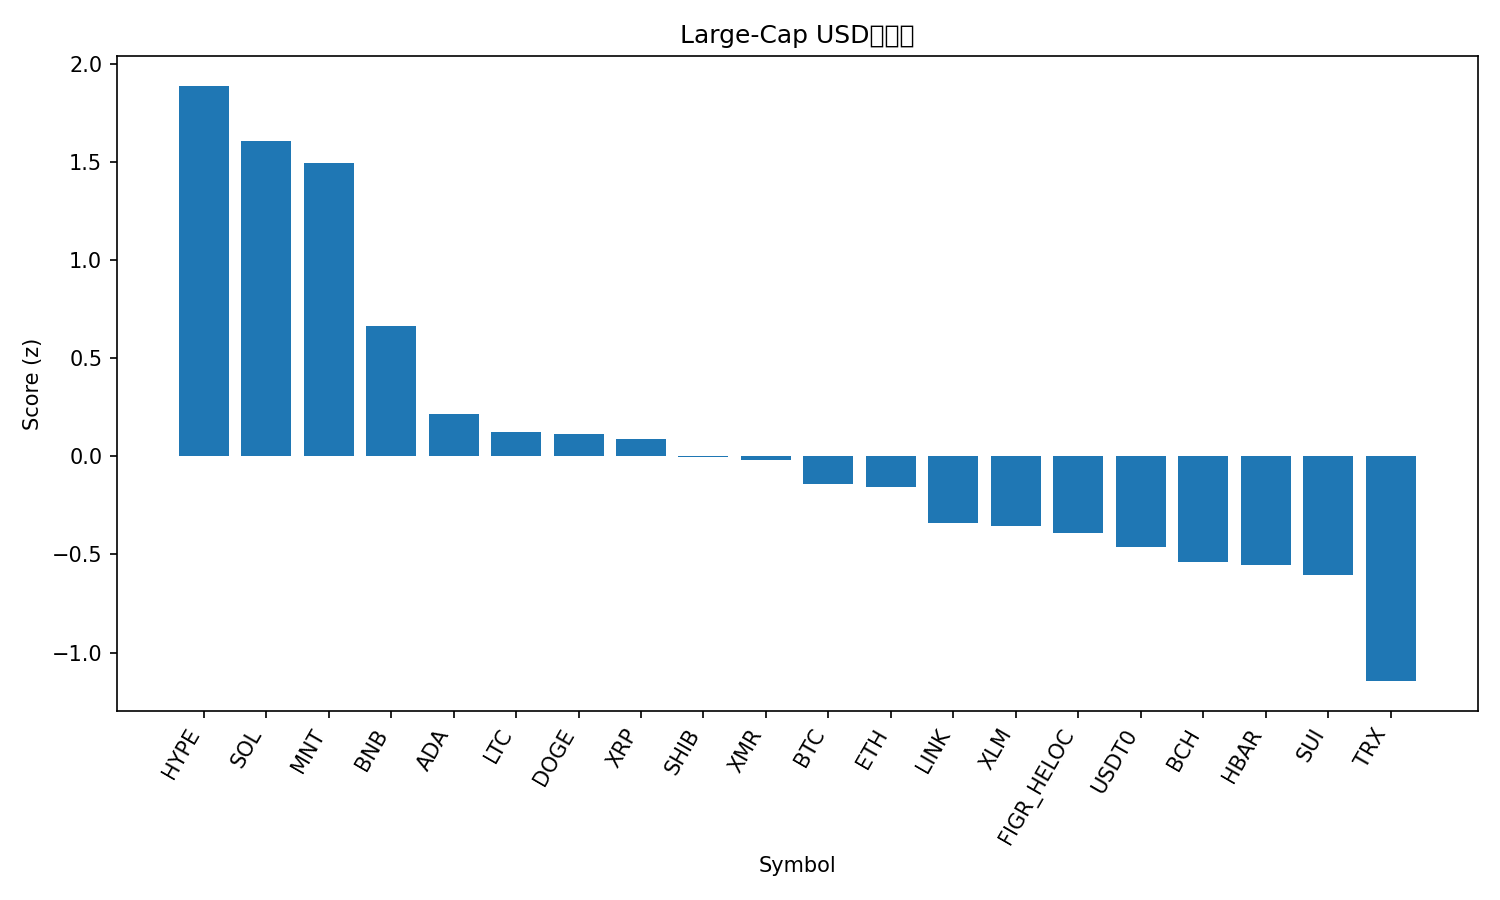 Large-Cap USD
Score (z)
2.0
1.5
1.0
0.5
0.0
−0.5
−1.0
HYPE
SOL
MNT
BNB
ADA
LTC
DOGE
XRP
SHIB
XMR
BTC
ETH
LINK
XLM
FIGR_HELOC
USDT0
BCH
HBAR
SUI
TRX
Symbol